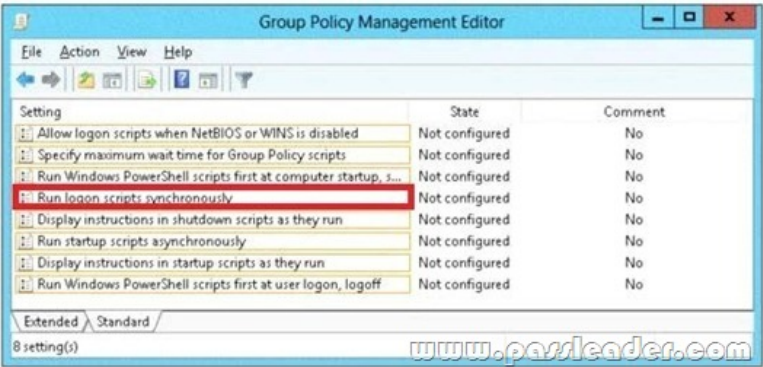 Group Policy Management Editor
File Action View Help
Setting State Comment
Allow logon scripts when NetBIOS or WINS is disabled Not configured No
Specify maximum wait time for Group Policy scripts Not configured No
Run Windows PowerShell scripts first at computer startup, s... Not configured No
Run logon scripts synchronously Not configured No
Display instructions in shutdown scripts as they run Not configured No
Run startup scripts asynchronously Not configured No
Display instructions in startup scripts as they run Not configured No
Run Windows PowerShell scripts first at user logon, logoff Not configured No
Extended Standard
8 setting(s)
www.passleader.com